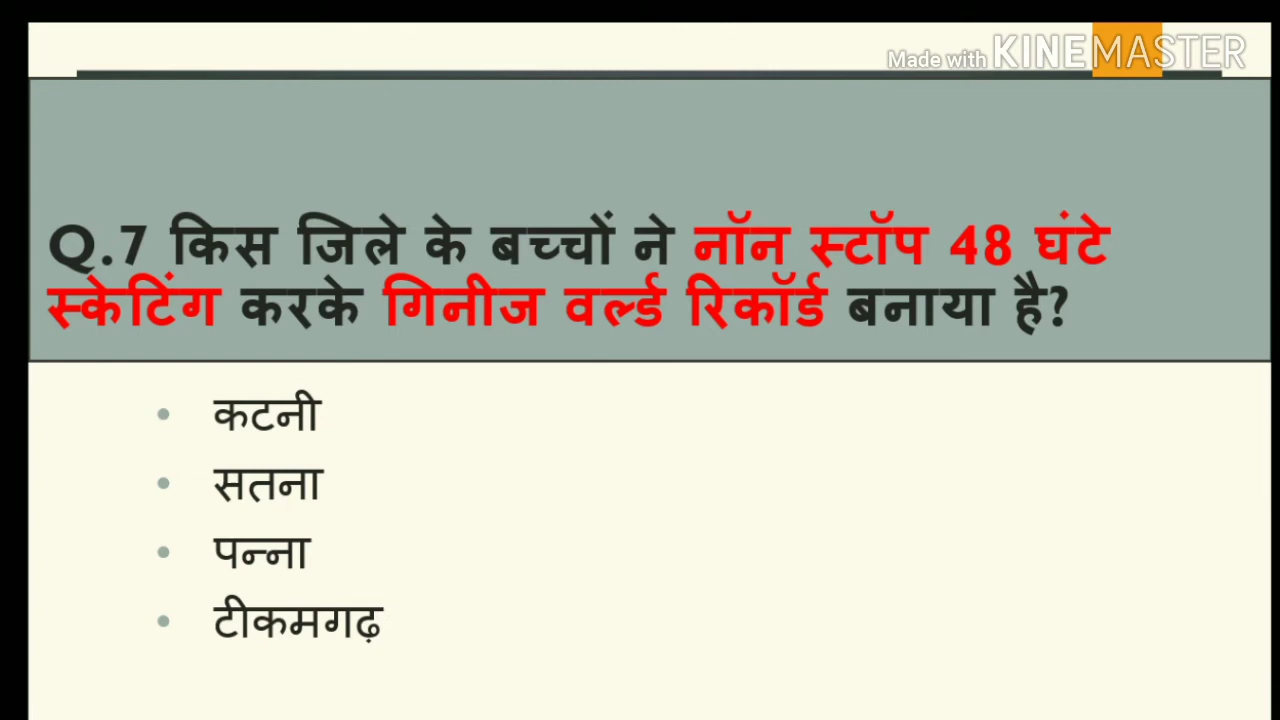 Made with KINEMASTER
Q.7 किस जिले के बच्चों ने नॉन स्टॉप 48 घंटे
स्केटिंग करके गिनीज वर्ल्ड रिकॉर्ड बनाया है?
• कटनी
• सतना
• पन्ना
• टीकमगढ़